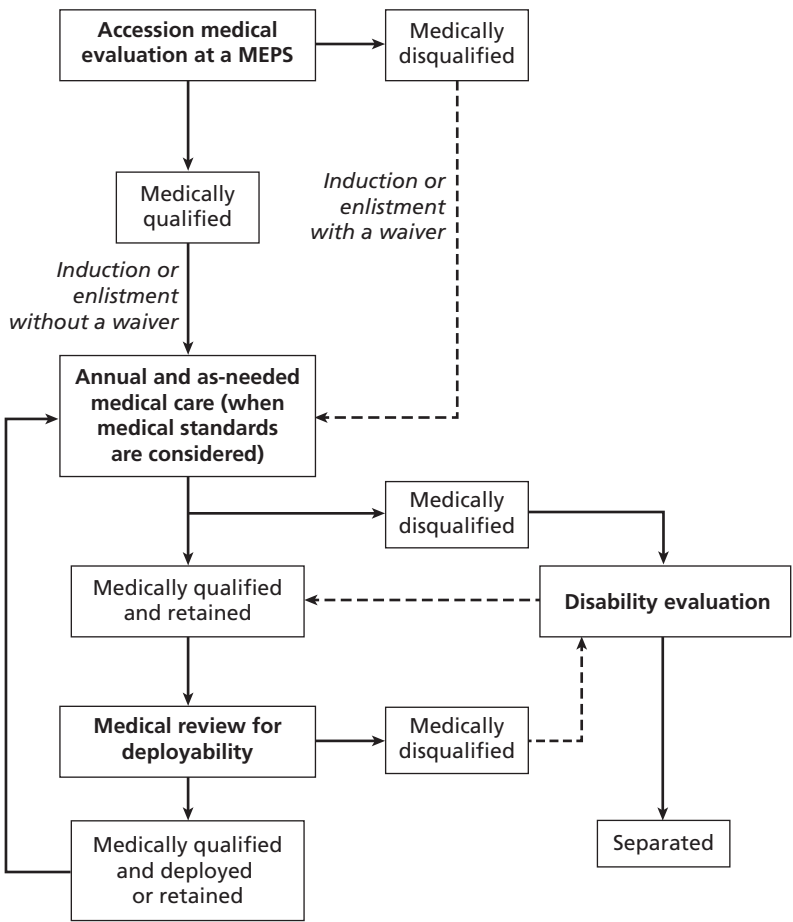 Accession medical
evaluation at a MEPS
Medically
disqualified
Medically
qualified
Induction or
enlistment
with a waiver
Induction or
enlistment
without a waiver
Annual and as-needed
medical care (when
medical standards
are considered)
Medically
disqualified
Medically qualified
and retained
Disability evaluation
Medical review for
deployability
Medically
disqualified
Medically qualified
and deployed
or retained
Separated